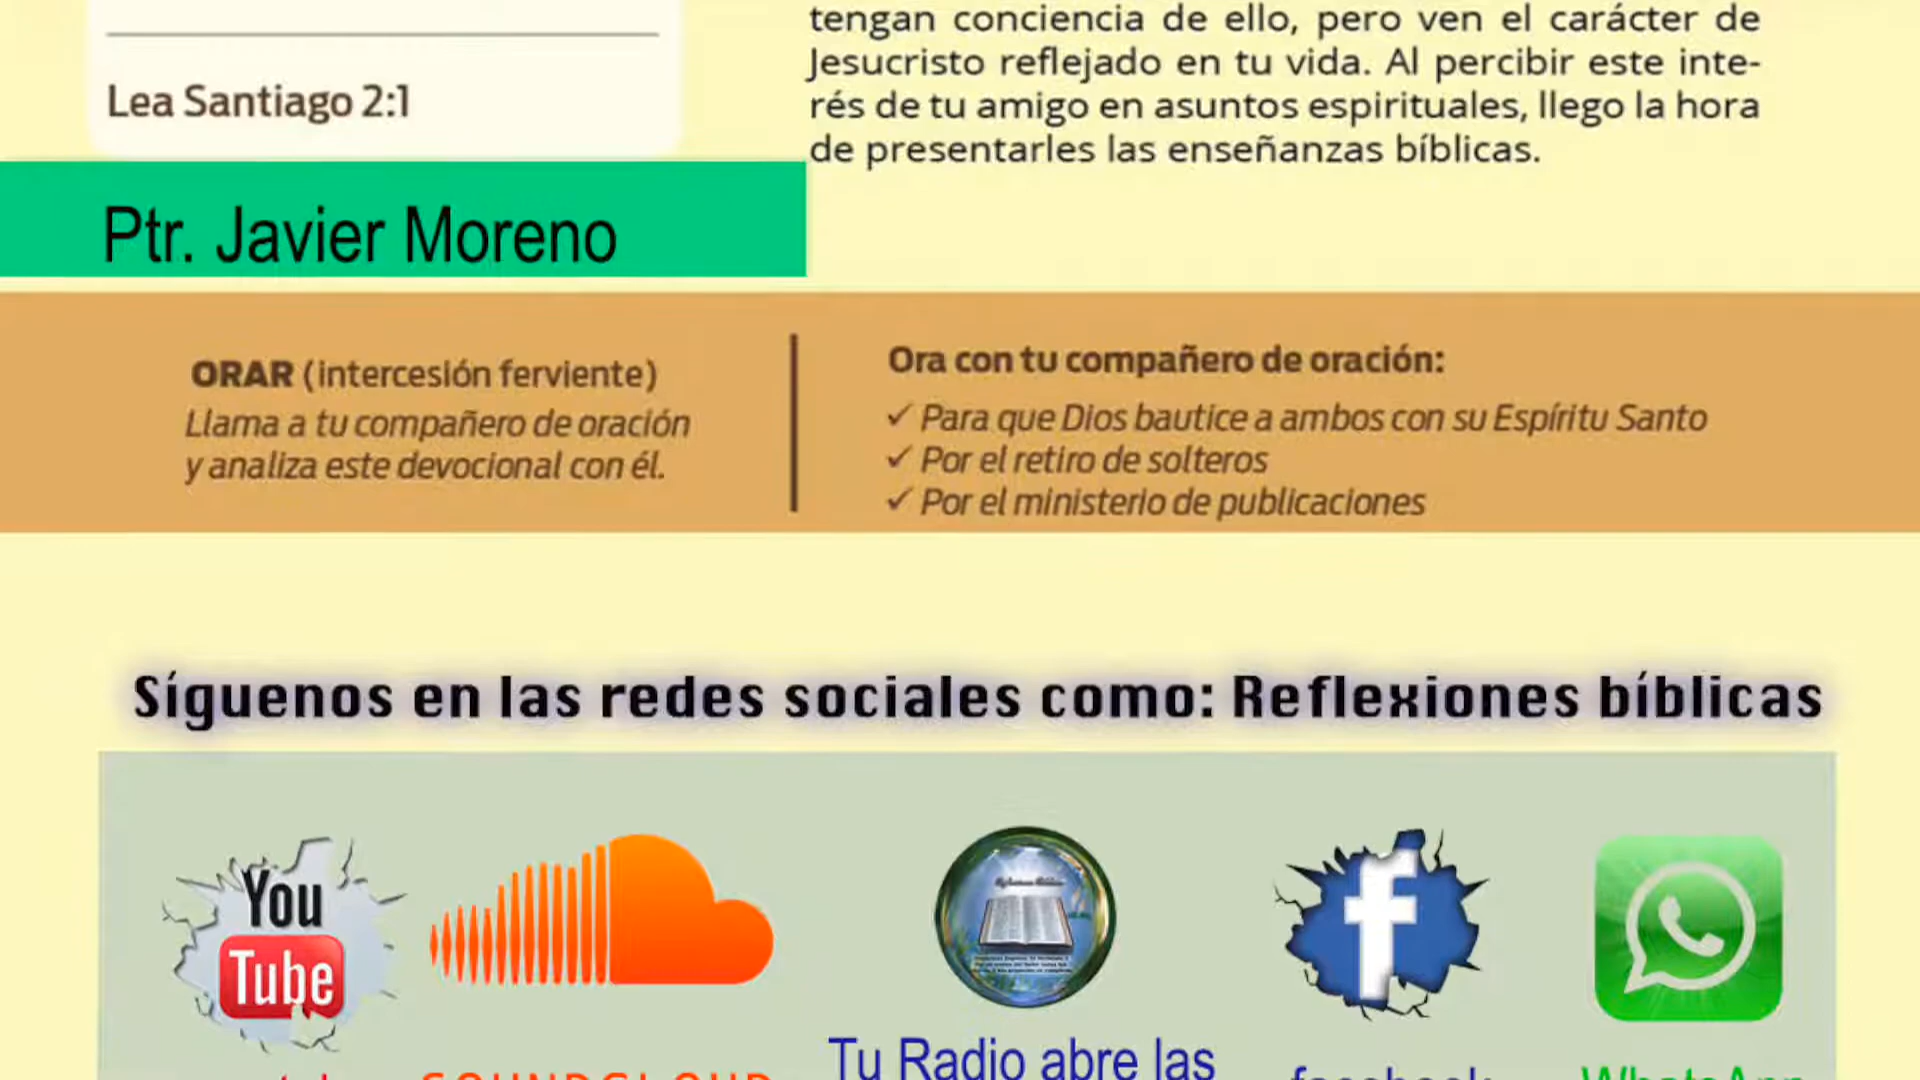 tengan conciencia de ello, pero ven el carácter de
Jesucristo reflejado en tu vida. Al percibir este inte-
rés de tu amigo en asuntos espirituales, llego la hora
de presentarles las enseñanzas bíblicas.
Lea Santiago 2:1
Ptr. Javier Moreno
ORAR (intercesión ferviente)
Llama a tu compañero de oración
y analiza este devocional con él.
Ora con tu compañero de oración:
✓ Para que Dios bautice a ambos con su Espíritu Santo
✓ Por el retiro de solteros
✓ Por el ministerio de publicaciones
Síguenos en las redes sociales como: Reflexiones bíblicas
You
Tube
Tu Radio abre las
SOUNDCLOUD
facebook
WhatsApp